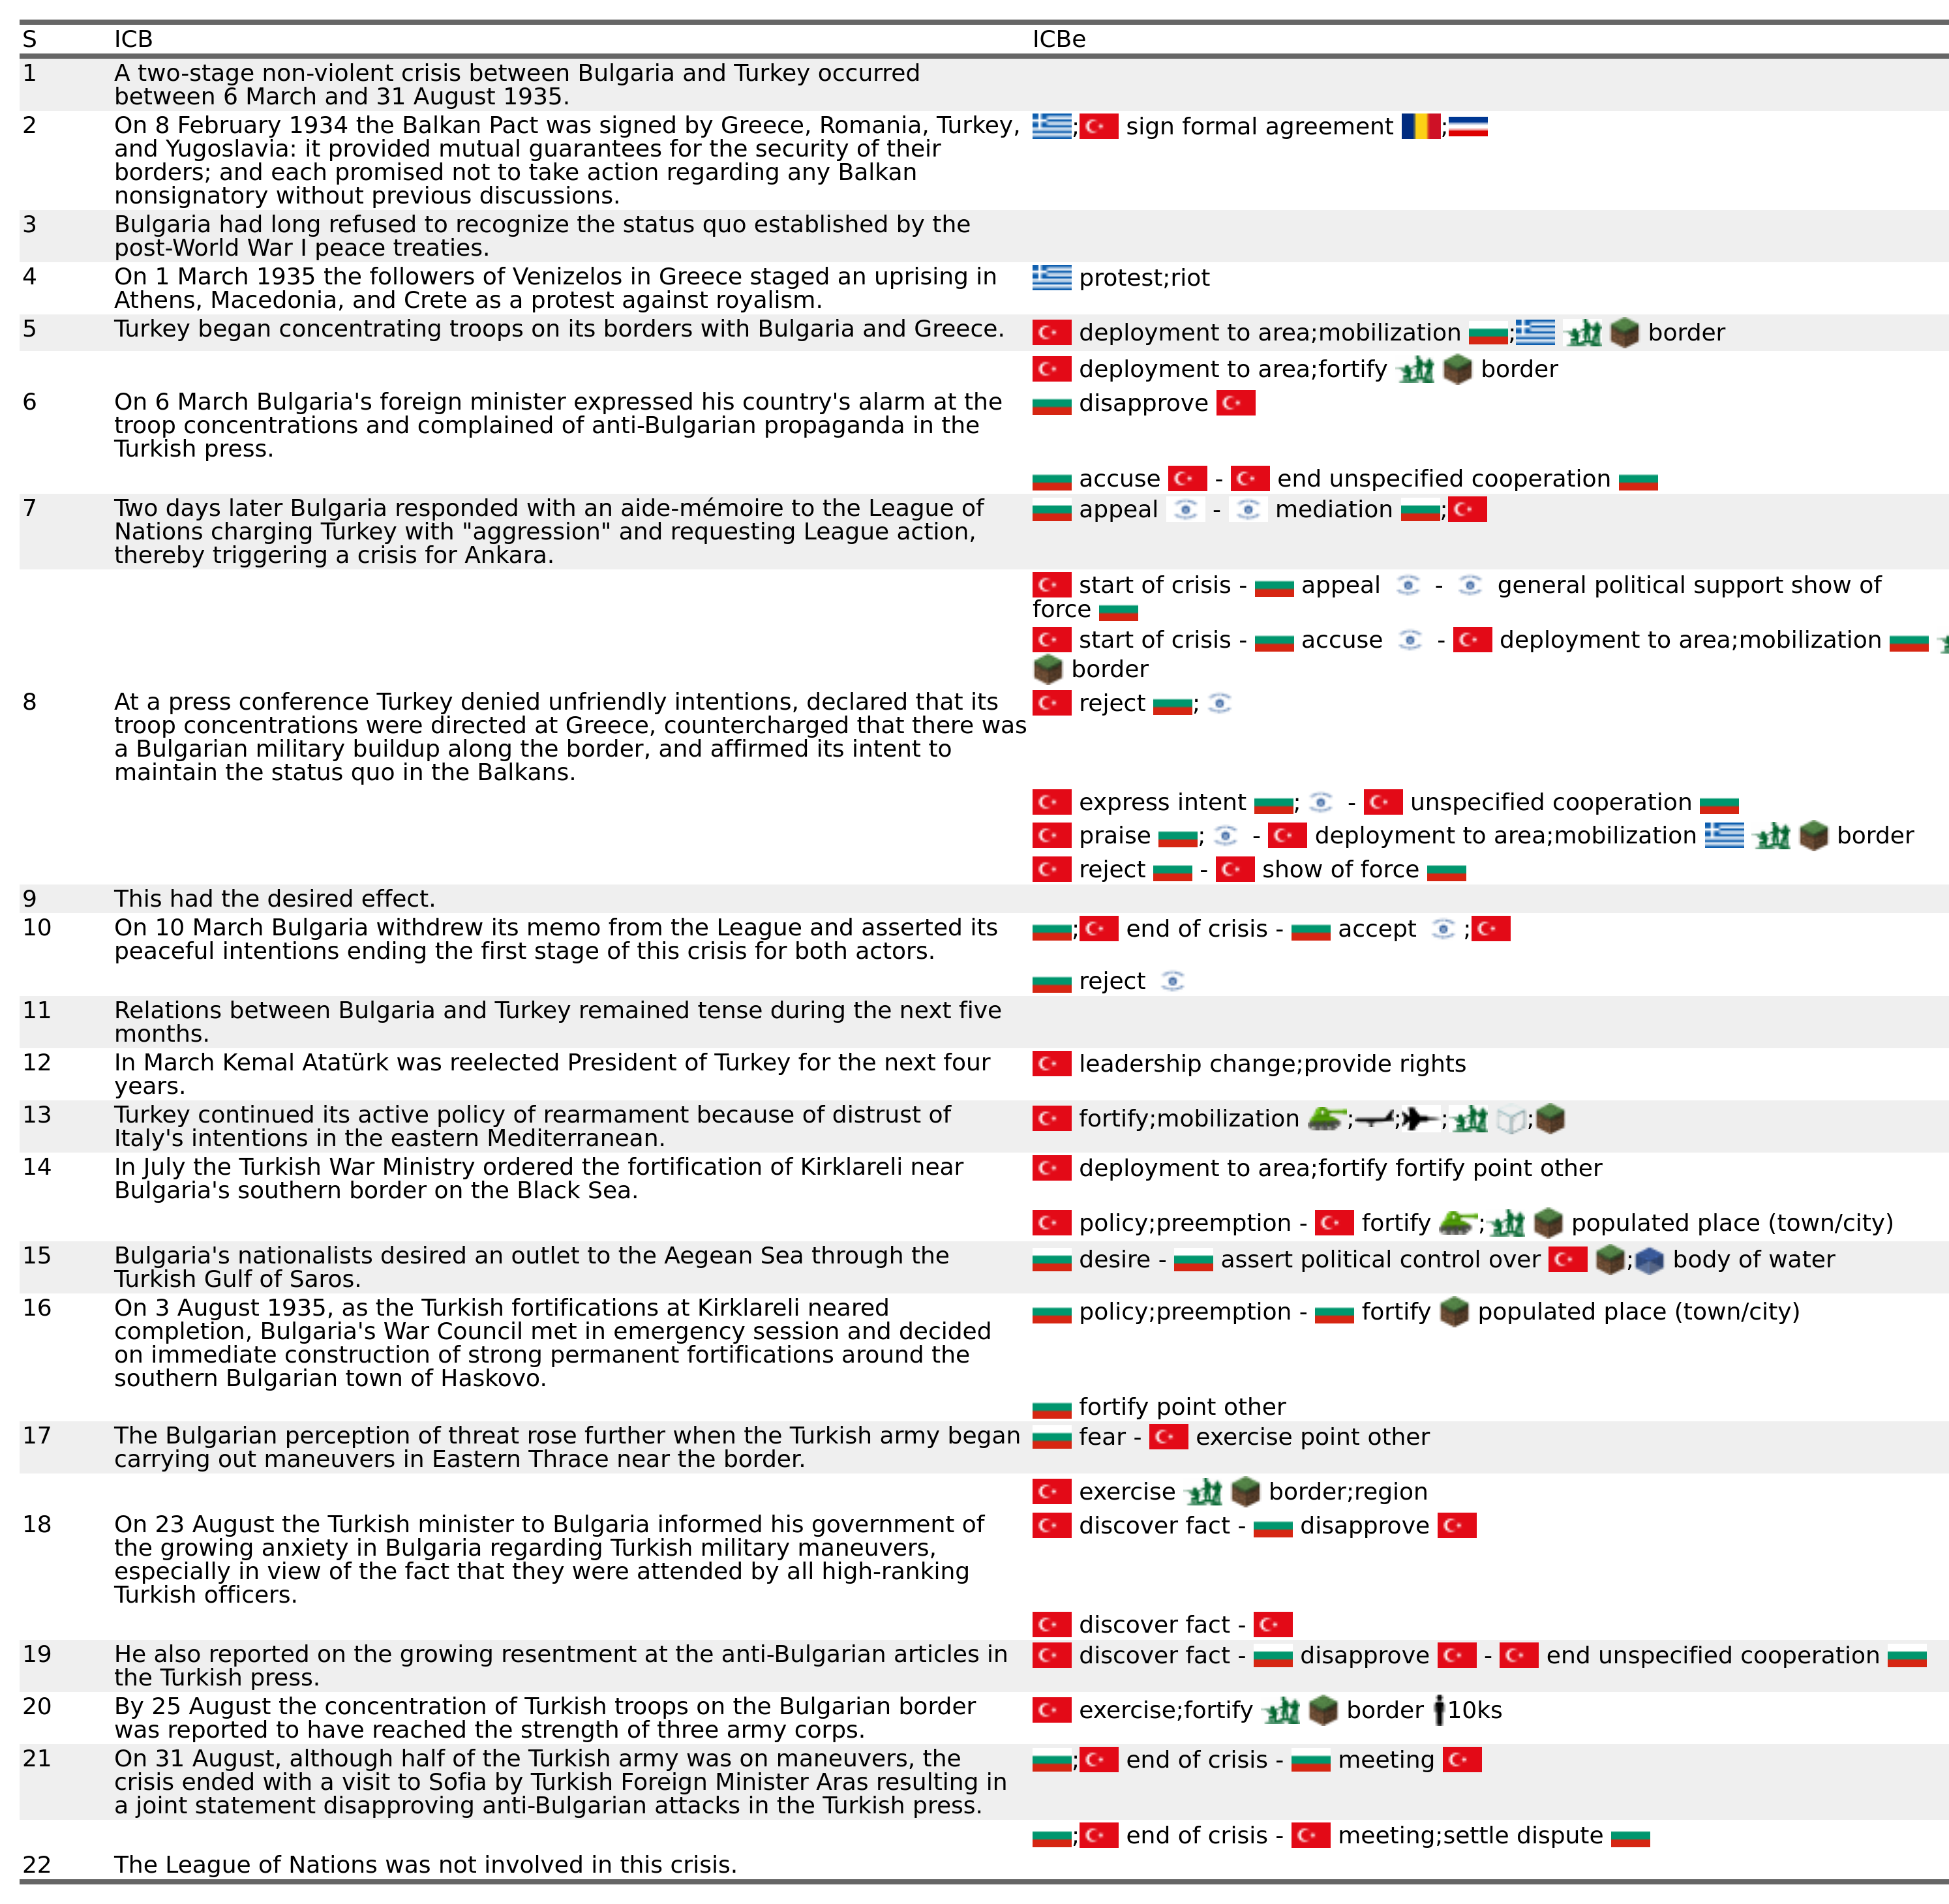 S ICB ICBe
1 A two-stage non-violent crisis between Bulgaria and Turkey occurred
between 6 March and 31 August 1935.
2 On 8 February 1934 the Balkan Pact was signed by Greece, Romania, Turkey, ; sign formal agreement ;
and Yugoslavia: it provided mutual guarantees for the security of their
borders; and each promised not to take action regarding any Balkan
nonsignatory without previous discussions.
3 Bulgaria had long refused to recognize the status quo established by the
post-World War I peace treaties.
4 On 1 March 1935 the followers of Venizelos in Greece staged an uprising in protest;riot
Athens, Macedonia, and Crete as a protest against royalism.
5 Turkey began concentrating troops on its borders with Bulgaria and Greece. deployment to area;mobilization ; border
deployment to area;fortify border
6 On 6 March Bulgaria's foreign minister expressed his country's alarm at the disapprove
troop concentrations and complained of anti-Bulgarian propaganda in the
Turkish press.
accuse - end unspecified cooperation
7 Two days later Bulgaria responded with an aide-mémoire to the League of appeal - mediation ;
Nations charging Turkey with "aggression" and requesting League action,
thereby triggering a crisis for Ankara.
start of crisis - appeal - general political support show of
force
start of crisis - accuse - deployment to area;mobilization
border
8 At a press conference Turkey denied unfriendly intentions, declared that its reject ;
troop concentrations were directed at Greece, countercharged that there was
a Bulgarian military buildup along the border, and affirmed its intent to
maintain the status quo in the Balkans.
express intent ; - unspecified cooperation
praise ; - deployment to area;mobilization border
reject - show of force
9 This had the desired effect.
10 On 10 March Bulgaria withdrew its memo from the League and asserted its ; end of crisis - accept ;
peaceful intentions ending the first stage of this crisis for both actors.
reject
11 Relations between Bulgaria and Turkey remained tense during the next five
months.
12 In March Kemal Atatürk was reelected President of Turkey for the next four leadership change;provide rights
years.
13 Turkey continued its active policy of rearmament because of distrust of fortify;mobilization ; ; ; ;
Italy's intentions in the eastern Mediterranean.
14 In July the Turkish War Ministry ordered the fortification of Kirklareli near deployment to area;fortify fortify point other
Bulgaria's southern border on the Black Sea.
policy;preemption - fortify ; populated place (town/city)
15 Bulgaria's nationalists desired an outlet to the Aegean Sea through the desire - assert political control over ; body of water
Turkish Gulf of Saros.
16 On 3 August 1935, as the Turkish fortifications at Kirklareli neared policy;preemption - fortify populated place (town/city)
completion, Bulgaria's War Council met in emergency session and decided
on immediate construction of strong permanent fortifications around the
southern Bulgarian town of Haskovo.
fortify point other
17 The Bulgarian perception of threat rose further when the Turkish army began fear - exercise point other
carrying out maneuvers in Eastern Thrace near the border.
exercise border;region
18 On 23 August the Turkish minister to Bulgaria informed his government of discover fact - disapprove
the growing anxiety in Bulgaria regarding Turkish military maneuvers,
especially in view of the fact that they were attended by all high-ranking
Turkish officers.
discover fact -
19 He also reported on the growing resentment at the anti-Bulgarian articles in discover fact - disapprove - end unspecified cooperation
the Turkish press.
20 By 25 August the concentration of Turkish troops on the Bulgarian border exercise;fortify border 10ks
was reported to have reached the strength of three army corps.
21 On 31 August, although half of the Turkish army was on maneuvers, the ; end of crisis - meeting
crisis ended with a visit to Sofia by Turkish Foreign Minister Aras resulting in
a joint statement disapproving anti-Bulgarian attacks in the Turkish press.
; end of crisis - meeting;settle dispute
22 The League of Nations was not involved in this crisis.